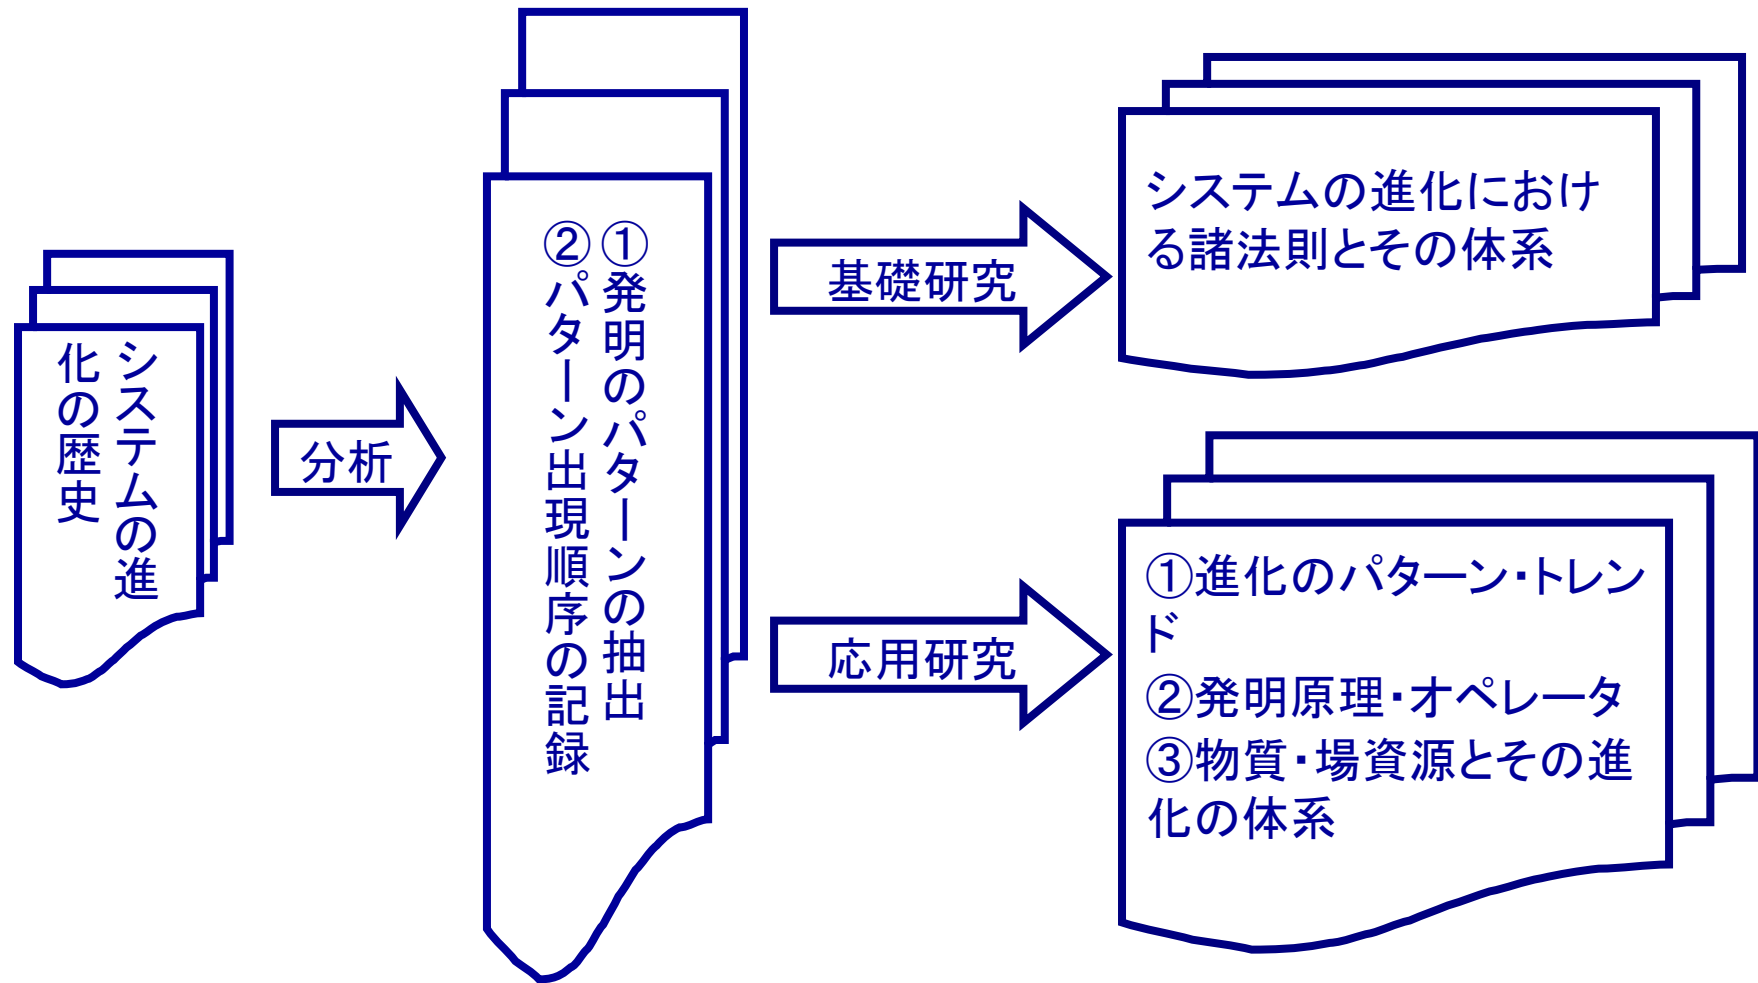 システムの進
化の歴史
分析
①発明のパターンの抽出
②パターン出現順序の記録
基礎研究
システムの進化におけ
る諸法則とその体系
応用研究
①進化のパターン・トレン
ド
②発明原理・オペレータ
③物質・場資源とその進
化の体系